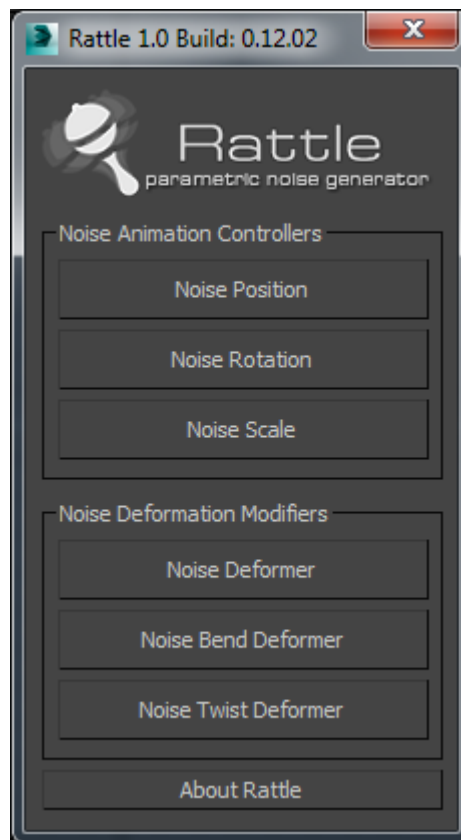 Rattle 1.0 Build: 0.12.02
Rattle
parametric noise generator
Noise Animation Controllers
Noise Position
Noise Rotation
Noise Scale
Noise Deformation Modifiers
Noise Deformer
Noise Bend Deformer
Noise Twist Deformer
About Rattle